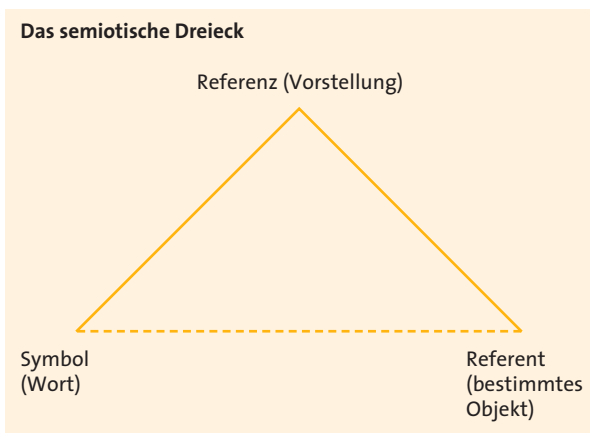 Das semiotische Dreieck
Referenz (Vorstellung)
Symbol
(Wort)
Referent
(bestimmtes
Objekt)